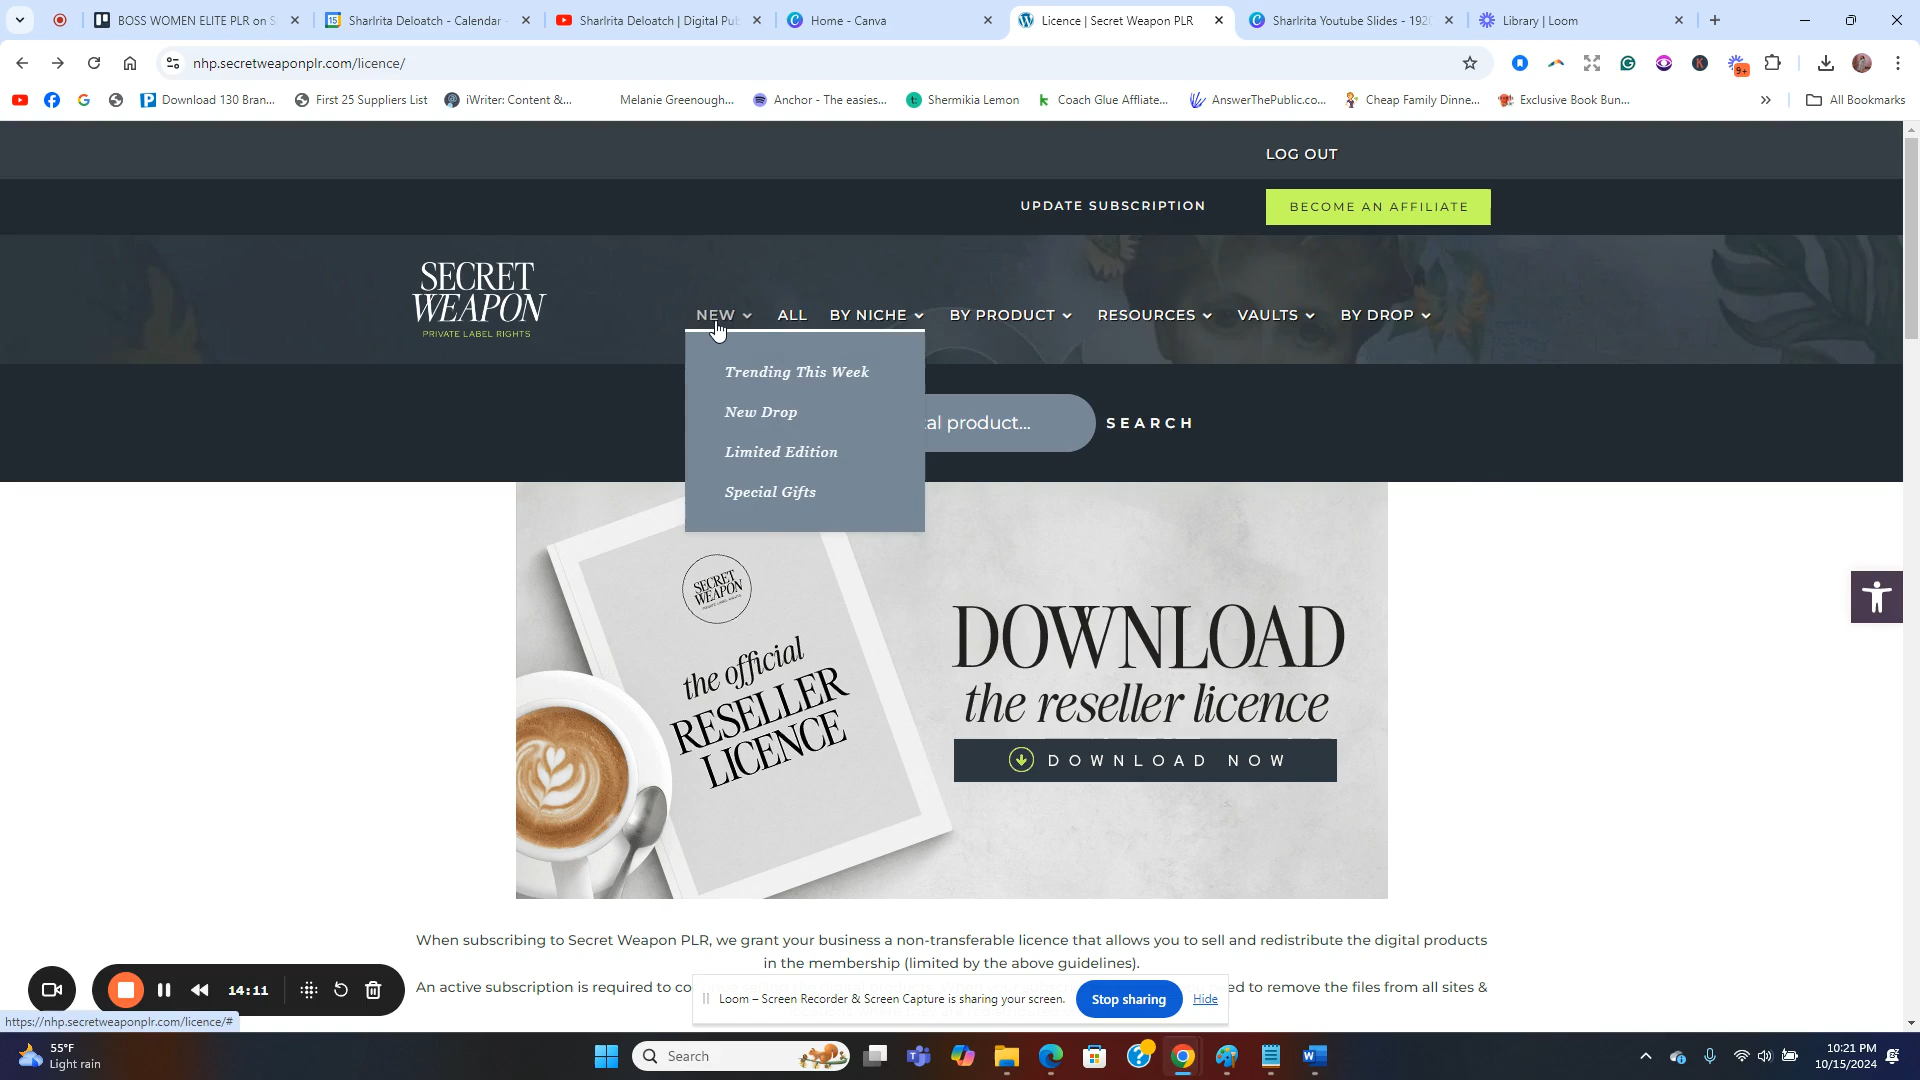 BOSS WOMEN ELITE PLR on S
Sharlrita Deloatch - Calendar -
Sharlrita Deloatch | Digital Pu
Home - Canva
Licence | Secret Weapon PLR
Sharlrita Youtube Slides - 192
Library | Loom
nhp.secretweaponplr.com/licence/
9+
Download 130 Bran...
First 25 Suppliers List
iWriter: Content &...
Melanie Greenough...
Anchor - The easies...
Shermikia Lemon
Coach Glue Affliate...
AnswerThePublic.co...
Cheap Family Dinne...
Exclusive Book Bun...
All Bookmarks
LOG OUT
UPDATE SUBSCRIPTION
BECOME AN AFFILIATE
SECRET
WEAPON
PRIVATE LABEL RIGHTS
NEW
ALL
BY NICHE
BY PRODUCT
RESOURCES
VAULTS
BY DROP
Trending This Week
New Drop
Limited Edition
Special Gifts
al product...
SEARCH
SECRET
WEAPON
the official
RESELLER
LICENCE
DOWNLOAD
the reseller licence
DOWNLOAD NOW
When subscribing to Secret Weapon PLR, we grant your business a non-transferable licence that allows you to sell and redistribute the digital products
in the membership (limited by the above guidelines).
An active subscription is required to co
ed to remove the files from all sites &
14:11
Loom – Screen Recorder & Screen Capture is sharing your screen.
Stop sharing
Hide
https://nhp.secretweaponplr.com/licence/#
55°F
Light rain
Search
10:21 PM
10/15/2024